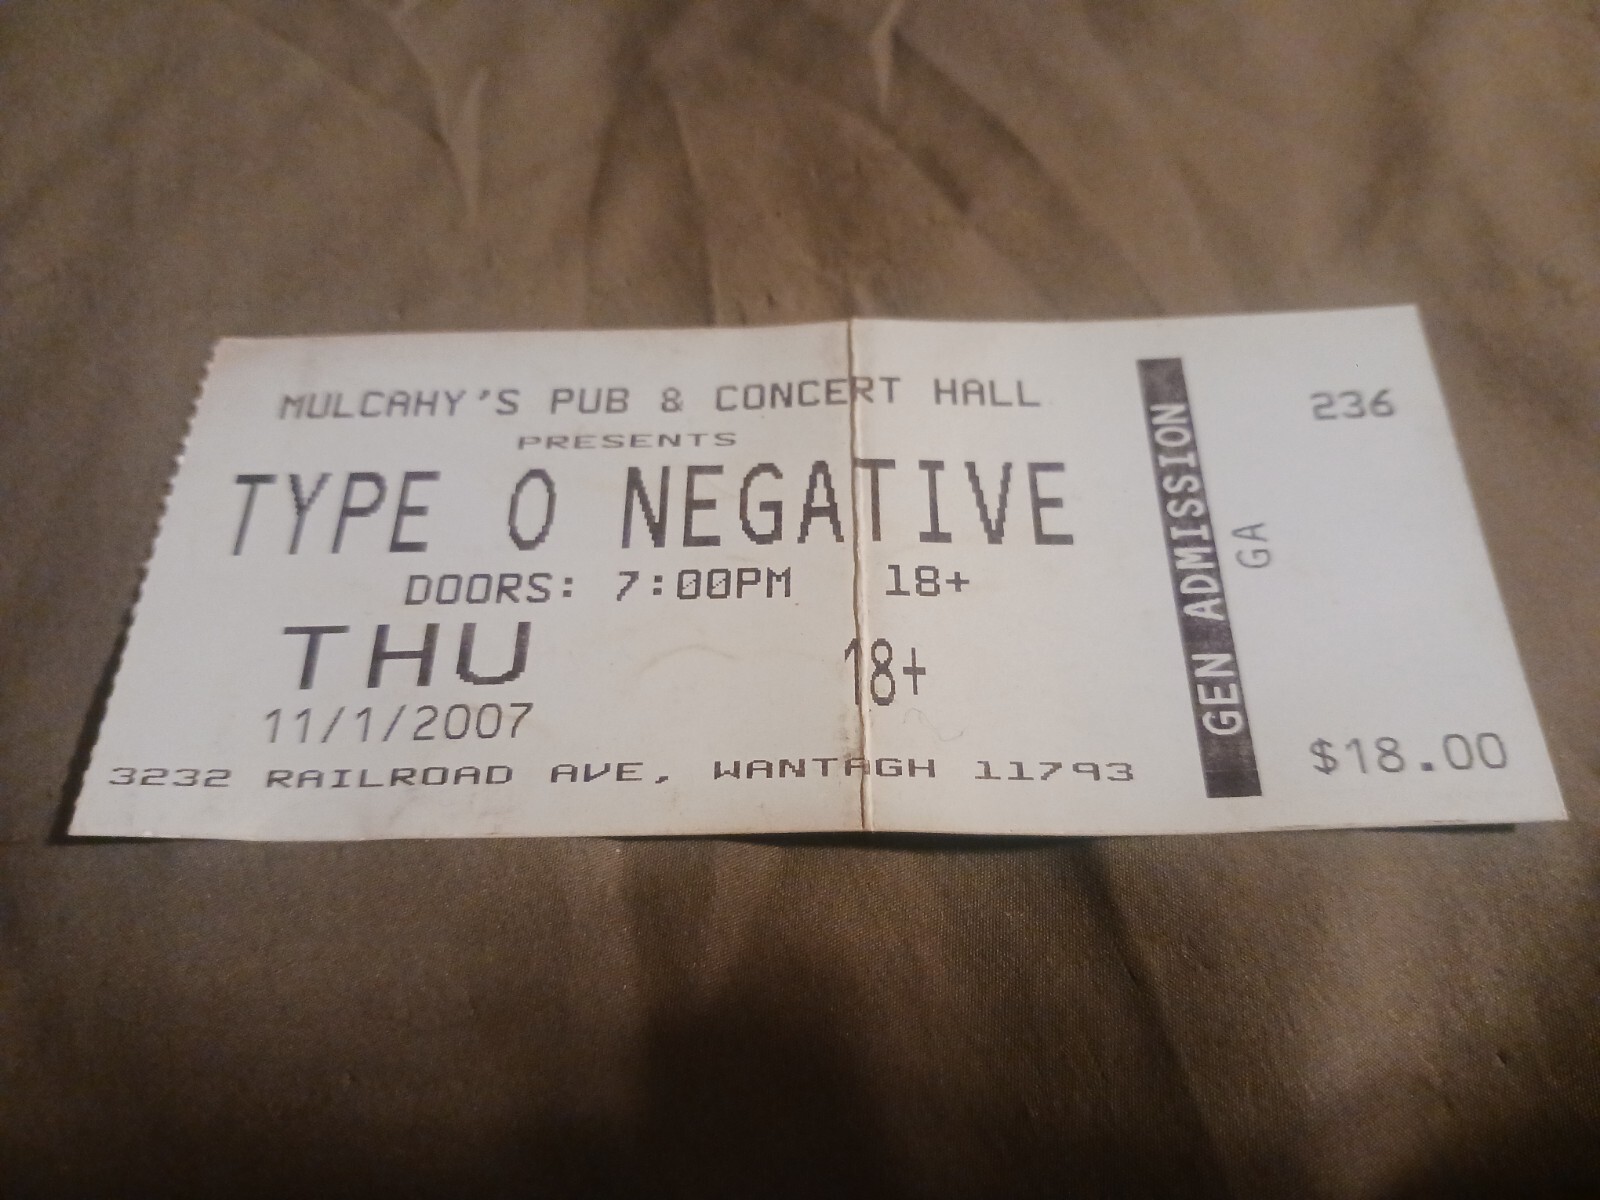 MULCAHY'S PUB & CONCERT HALL
PRESENTS
TYPE O NEGATIVE
DOORS: 7:00PM 18+
THU
18+
11/1/2007
3232 RAILROAD AVE, WANTAGH 11793
GEN ADMISSION
GA
236
$18.00